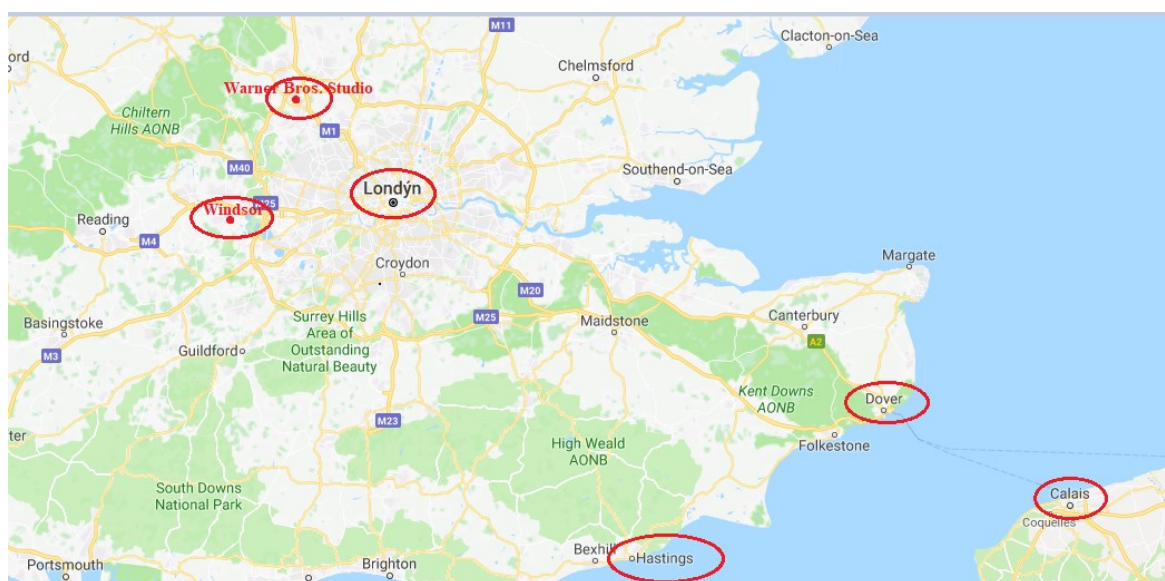 M11
Clacton-on-Sea
ford
Chelmsford
Warner Bros. Studio
Chiltern
Hills AONB
M1
M40
Southend-on-Sea
Londýn
M25
Windsor
Reading
M4
Croydon
Margate
M20
Surrey Hills
Area of
Outstanding
Natural Beauty
M25
Maidstone
Canterbury
Basingstoke
A2
M3
Guildford
Kent Downs
AONB
Dover
M23
ter
High Weald
AONB
Folkestone
South Downs
National Park
Calais
Coquelles
Bexhill
Hastings
Portsmouth
Brighton